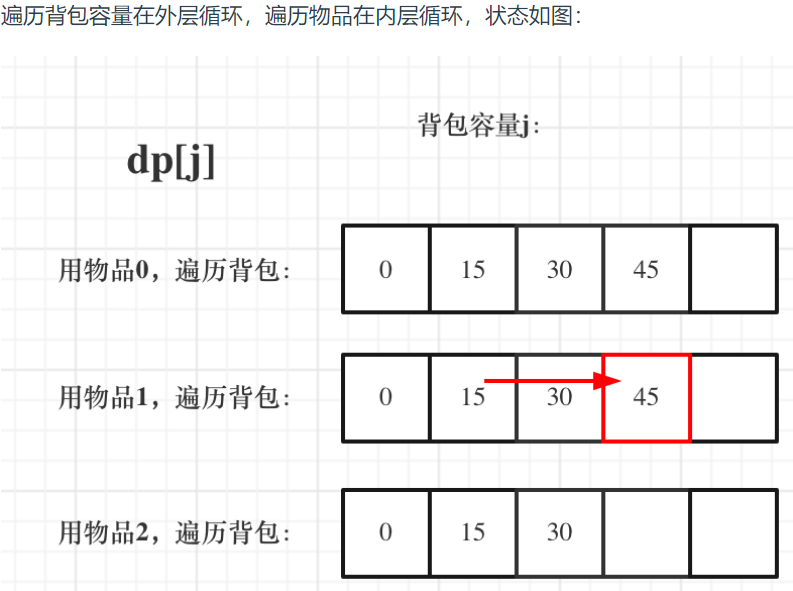 遍历背包容量在外层循环，遍历物品在内层循环，状态如图：
背包容量j：
dp[j]
用物品0，遍历背包： 0 15 30 45
用物品1，遍历背包： 0 15 30 45
用物品2，遍历背包： 0 15 30